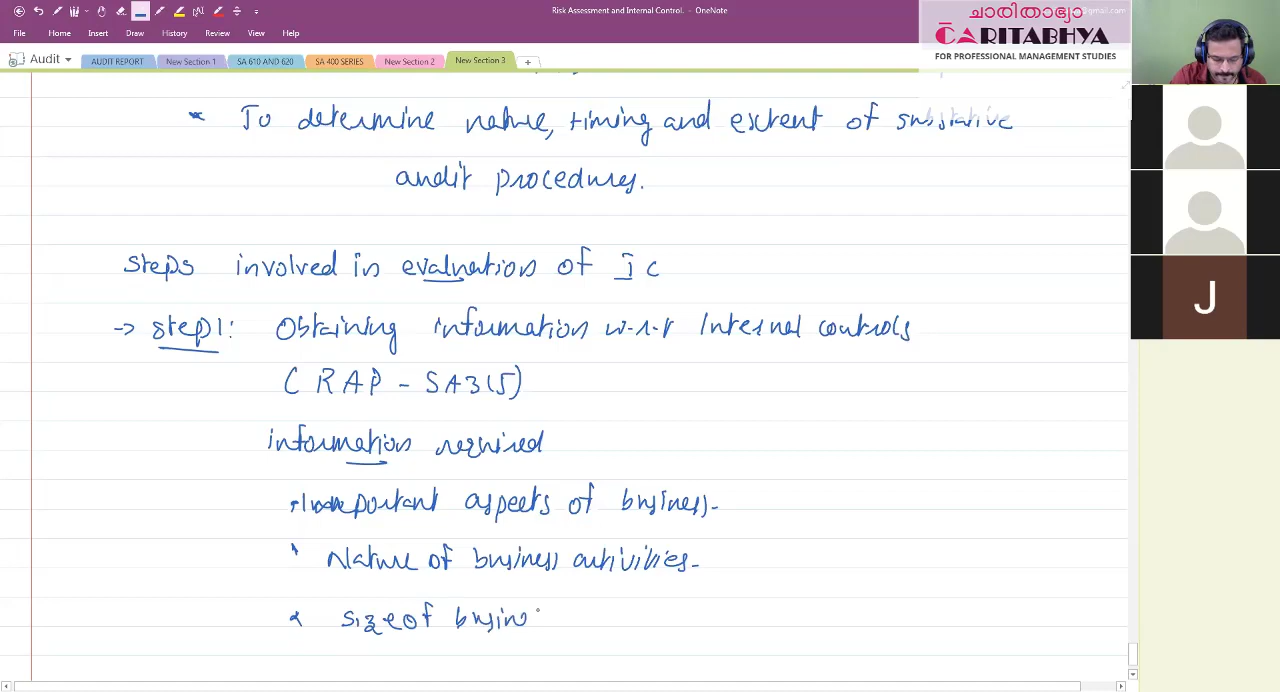 Risk Assessment and Internal Control. - OneNote
@gmail.com
ചാരിതാഭ്യാ
CARITABHYA
FOR PROFESSIONAL MANAGEMENT STUDIES
File Home Insert Draw History Review View Help
Audit
AUDIT REPORT New Section 1 SA 610 AND 620 SA 400 SERIES New Section 2 New Section 3
To determine nature, timing and extent of
audit procedures.
Steps involved in evaluation of IC
→ Step1: Obtaining information w.r.t Internal controls
(RAP - SA315)
information required
Important aspects of business.
Nature of business activities.
size of busin
J